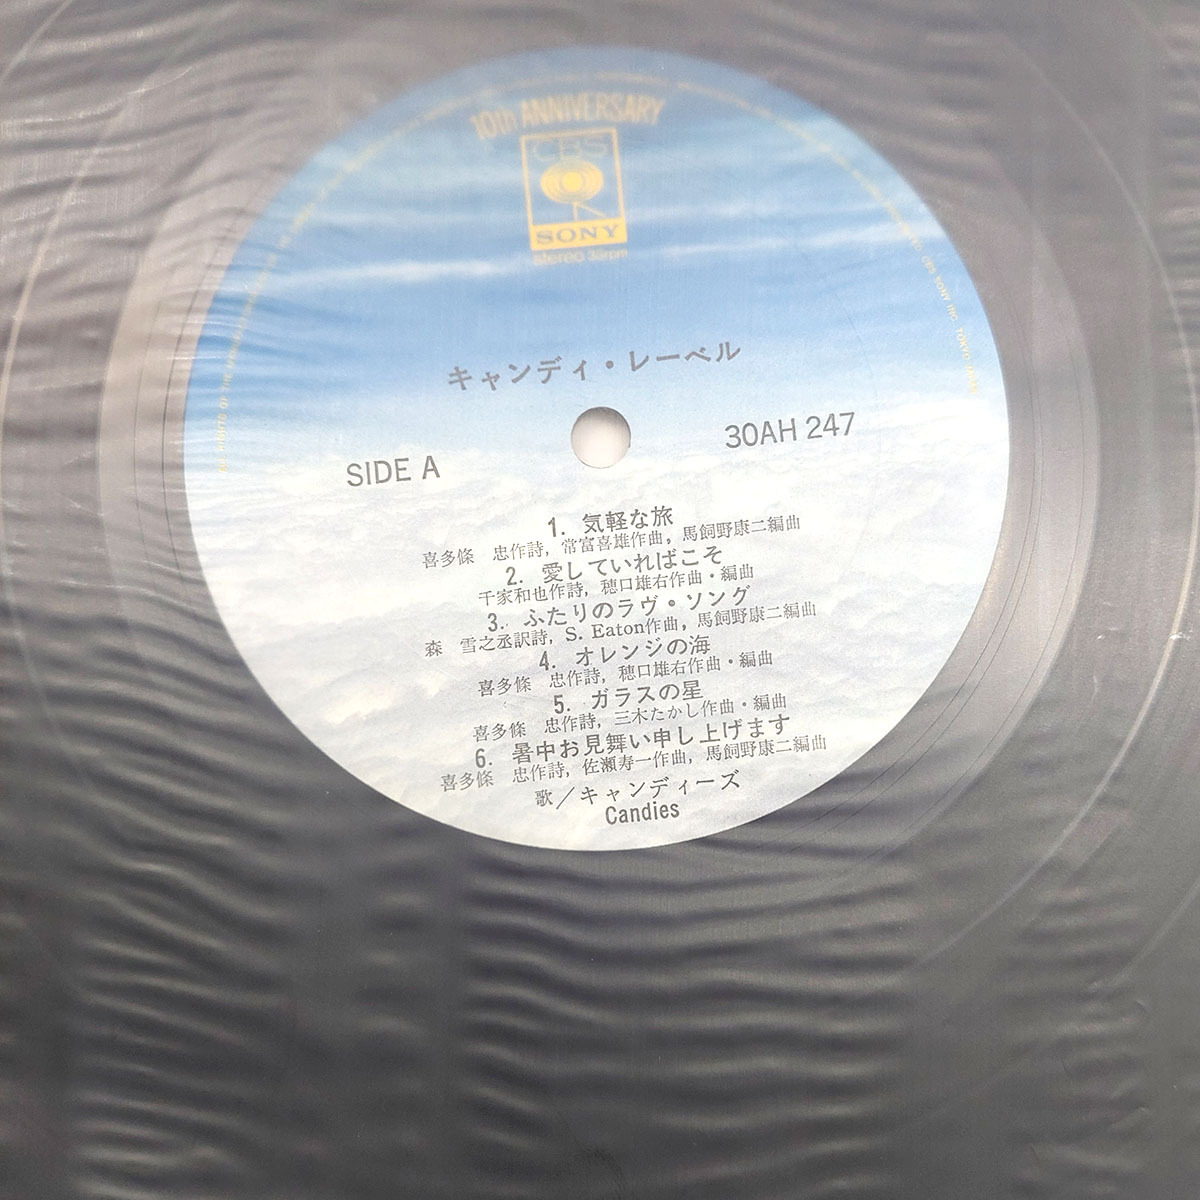 10th ANNIVERSARY
CBS
SONY
stereo 33rpm
キャンディ・レーベル
SIDE A
30AH 247
1. 気軽な旅
喜多條 忠作詩, 常富喜雄作曲, 馬飼野康二編曲
2. 愛していればこそ
千家和也作詩, 穂口雄右作曲・編曲
3. ふたりのラヴ・ソング
森 雪之丞訳詩, S. Eaton作曲, 馬飼野康二編曲
4. オレンジの海
喜多條 忠作詩, 穂口雄右作曲・編曲
5. ガラスの星
喜多條 忠作詩, 三木たかし作曲・編曲
6. 暑中お見舞い申し上げます
喜多條 忠作詩, 佐瀬寿一作曲, 馬飼野康二編曲
歌／キャンディーズ
Candies